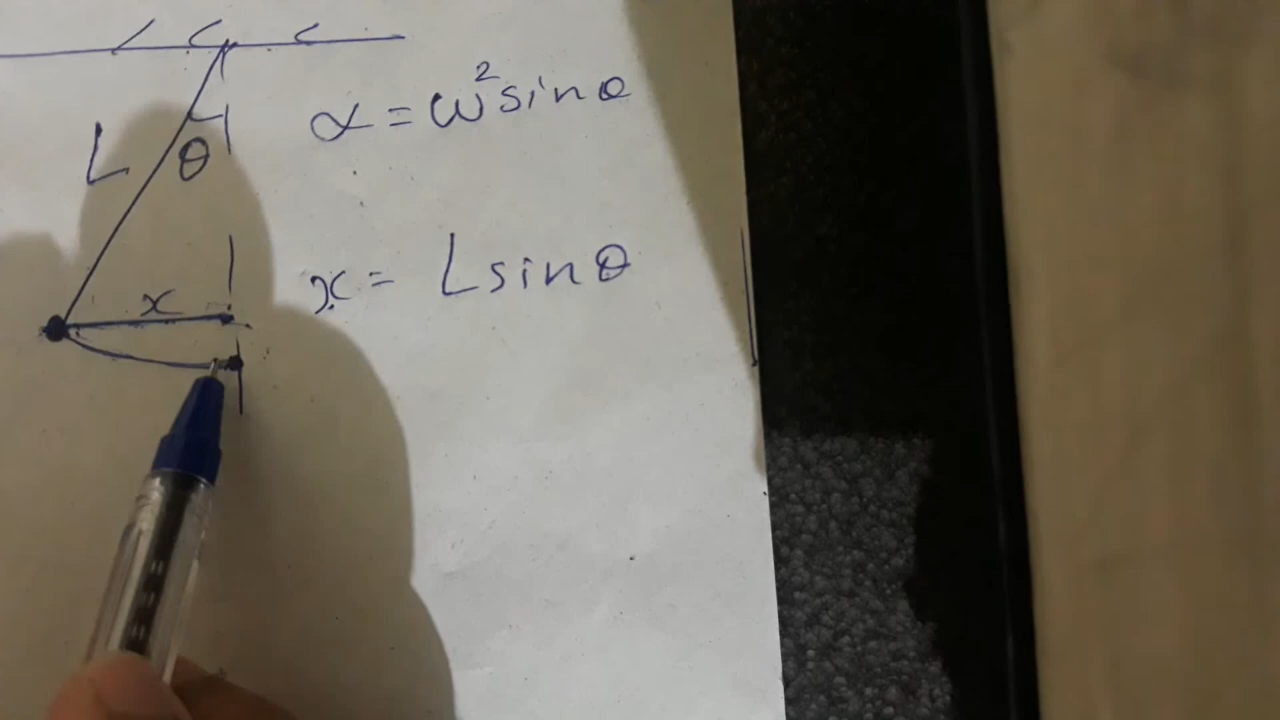 L
θ
x
α = ω²sinθ
x = Lsinθ